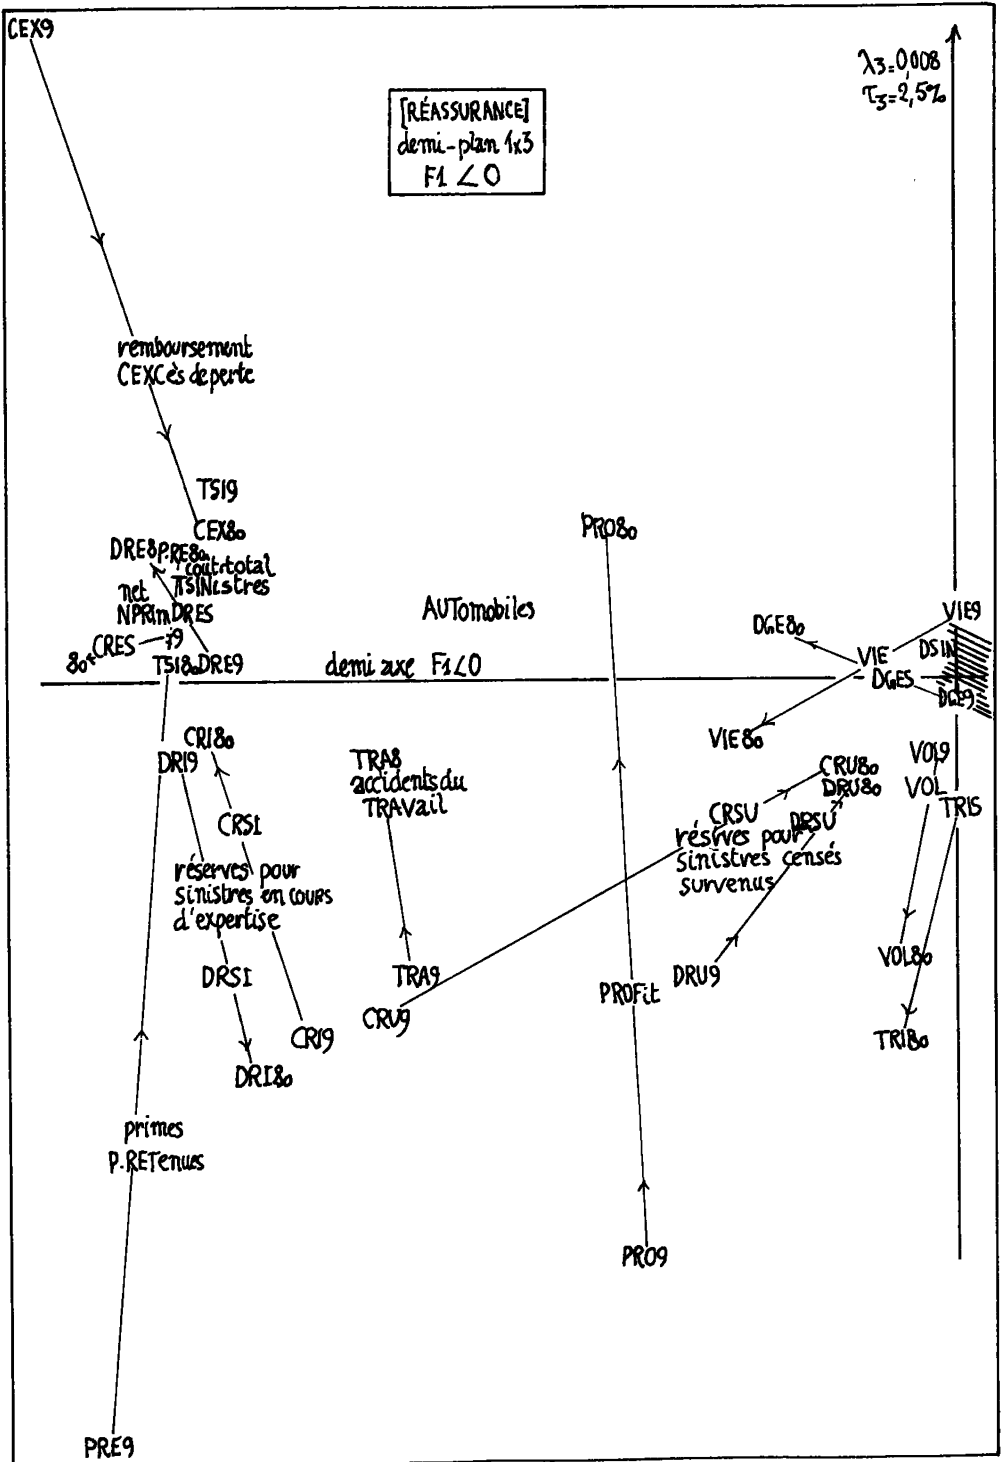 CEX9
λ3=0,008
τ3=2,5%
[RÉASSURANCE]
demi-plan 1x3
F1 < 0
remboursement
CEXCès de perte
TSI9
CEX80
PRO80
DRE8 P.RE80
coût total
TSINistres
net
NPRim DRES
AUTomobiles
VIE9
DGE80
80 CRES 79
TSI80 DRE9
demi axe F1<0
VIE
DSIN
DGES
DGE9
CRI80
DRI9
VIE80
VOL9
TRA8
accidents du
TRAVail
CRU80
DRU80
VOL
TRIS
CRSI
CRSU
DRSU
résrves pour
sinistres censés
survenus
réserves pour
sinistres en cours
d'expertise
DRSI
TRA9
DRU9
VOL80
PROFit
CRU9
CRI9
TRI80
DRI80
primes
P.RETenues
PRO9
PRE9